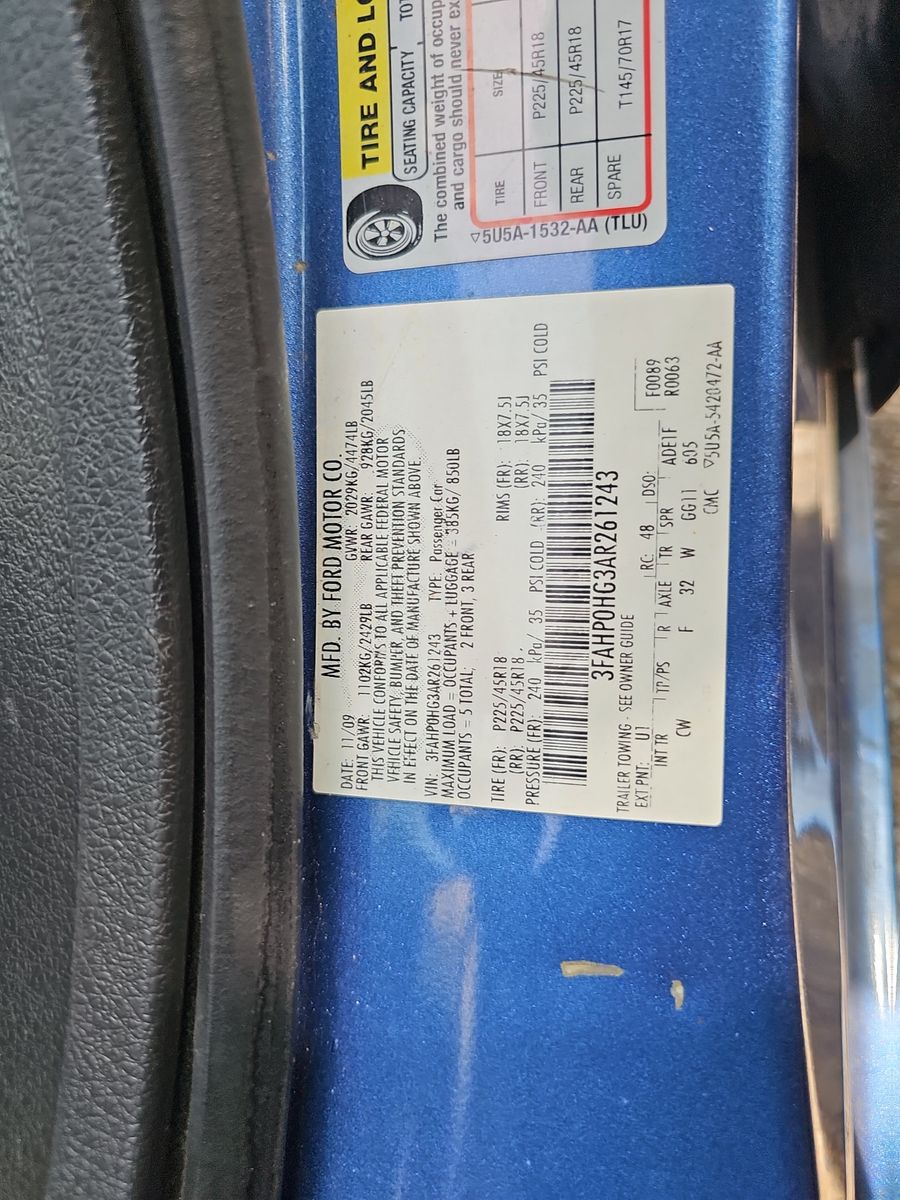 MFD. BY FORD MOTOR CO.
DATE: 11/09 GVWR: 2029KG/4474LB
FRONT GAWR: 1102KG/2429LB REAR GAWR: 928KG/2045LB
THIS VEHICLE CONFORMS TO ALL APPLICABLE FEDERAL MOTOR
VEHICLE SAFETY, BUMPER, AND THEFT PREVENTION STANDARDS
IN EFFECT ON THE DATE OF MANUFACTURE SHOWN ABOVE.
VIN: 3FAHP0HG3AR261243 TYPE: Passenger Car
MAXIMUM LOAD = OCCUPANTS + LUGGAGE = 385KG/ 850LB
OCCUPANTS = 5 TOTAL; 2 FRONT, 3 REAR
TIRE (FR): P225/45R18 RIMS (FR): 18X7.5J
(RR) P225/45R18 (RR): 18X7.5J
PRESSURE (FR): 240 kPa/ 35 PSI COLD (RR): 240 kPa/ 35 PSI COLD
3FAHP0HG3AR261243
TRAILER TOWING - SEE OWNER GUIDE
EXT PNT: U1 RC: 48 DSO: F0089
R0063
INT TR TP/PS R AXLE TR SPR ADE1F
CW F 32 W GG11 605
CMC ▽5U5A-5420472-AA
TIRE AND LO
SEATING CAPACITY TOT
The combined weight of occup
and cargo should never ex
TIRE SIZE
FRONT P225/45R18
REAR P225/45R18
SPARE T145/70R17
▽5U5A-1532-AA (TLU)